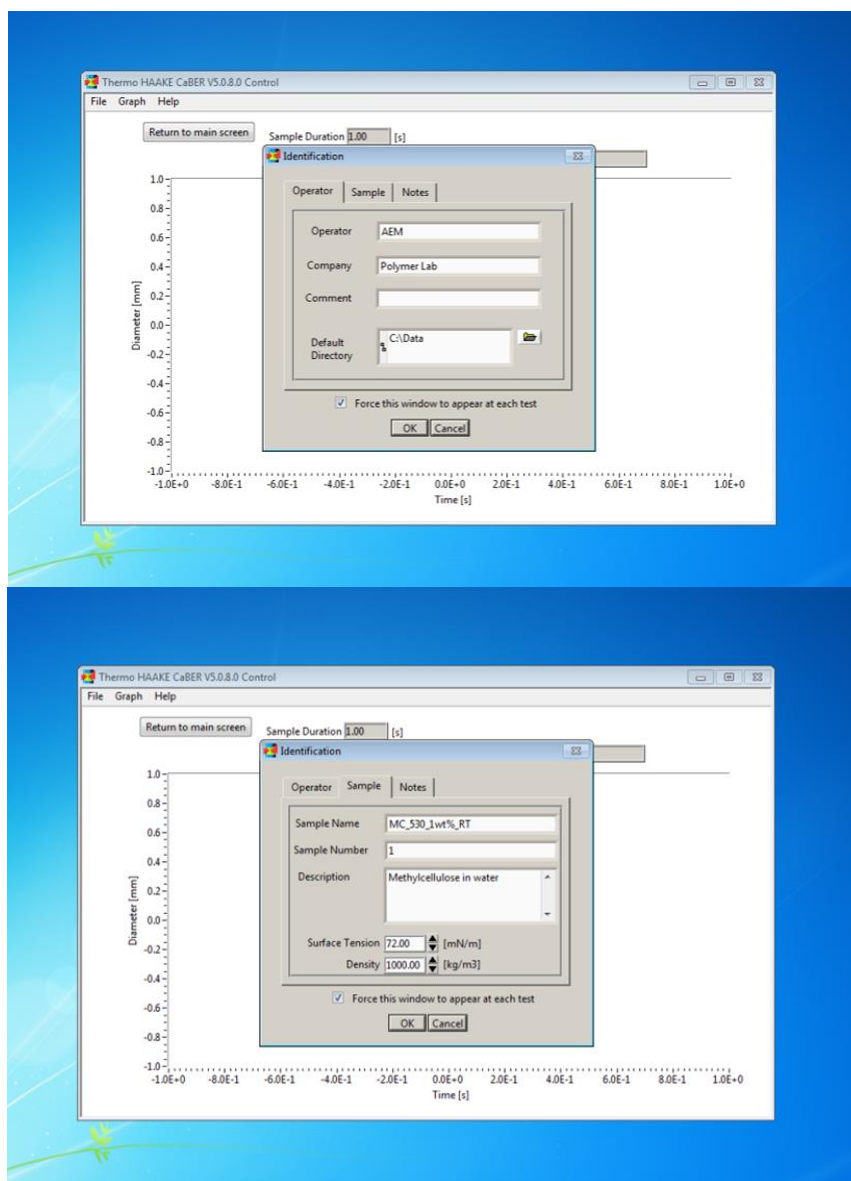 Thermo HAAKE CaBER V5.0.8.0 Control
File Graph Help
Return to main screen Sample Duration 1.00 [s]
Identification
Operator Sample Notes
Operator AEM
Company Polymer Lab
Comment
Default Directory C:\Data
Force this window to appear at each test
OK Cancel
Diameter [mm]
1.0
0.8
0.6
0.4
0.2
0.0
-0.2
-0.4
-0.6
-0.8
-1.0
-1.0E+0 -8.0E-1 -6.0E-1 -4.0E-1 -2.0E-1 0.0E+0 2.0E-1 4.0E-1 6.0E-1 8.0E-1 1.0E+0
Time [s]
Thermo HAAKE CaBER V5.0.8.0 Control
File Graph Help
Return to main screen Sample Duration 1.00 [s]
Identification
Operator Sample Notes
Sample Name MC_530_1wt%_RT
Sample Number 1
Description Methylcellulose in water
Surface Tension 72.00 [mN/m]
Density 1000.00 [kg/m3]
Force this window to appear at each test
OK Cancel
Diameter [mm]
1.0
0.8
0.6
0.4
0.2
0.0
-0.2
-0.4
-0.6
-0.8
-1.0
-1.0E+0 -8.0E-1 -6.0E-1 -4.0E-1 -2.0E-1 0.0E+0 2.0E-1 4.0E-1 6.0E-1 8.0E-1 1.0E+0
Time [s]